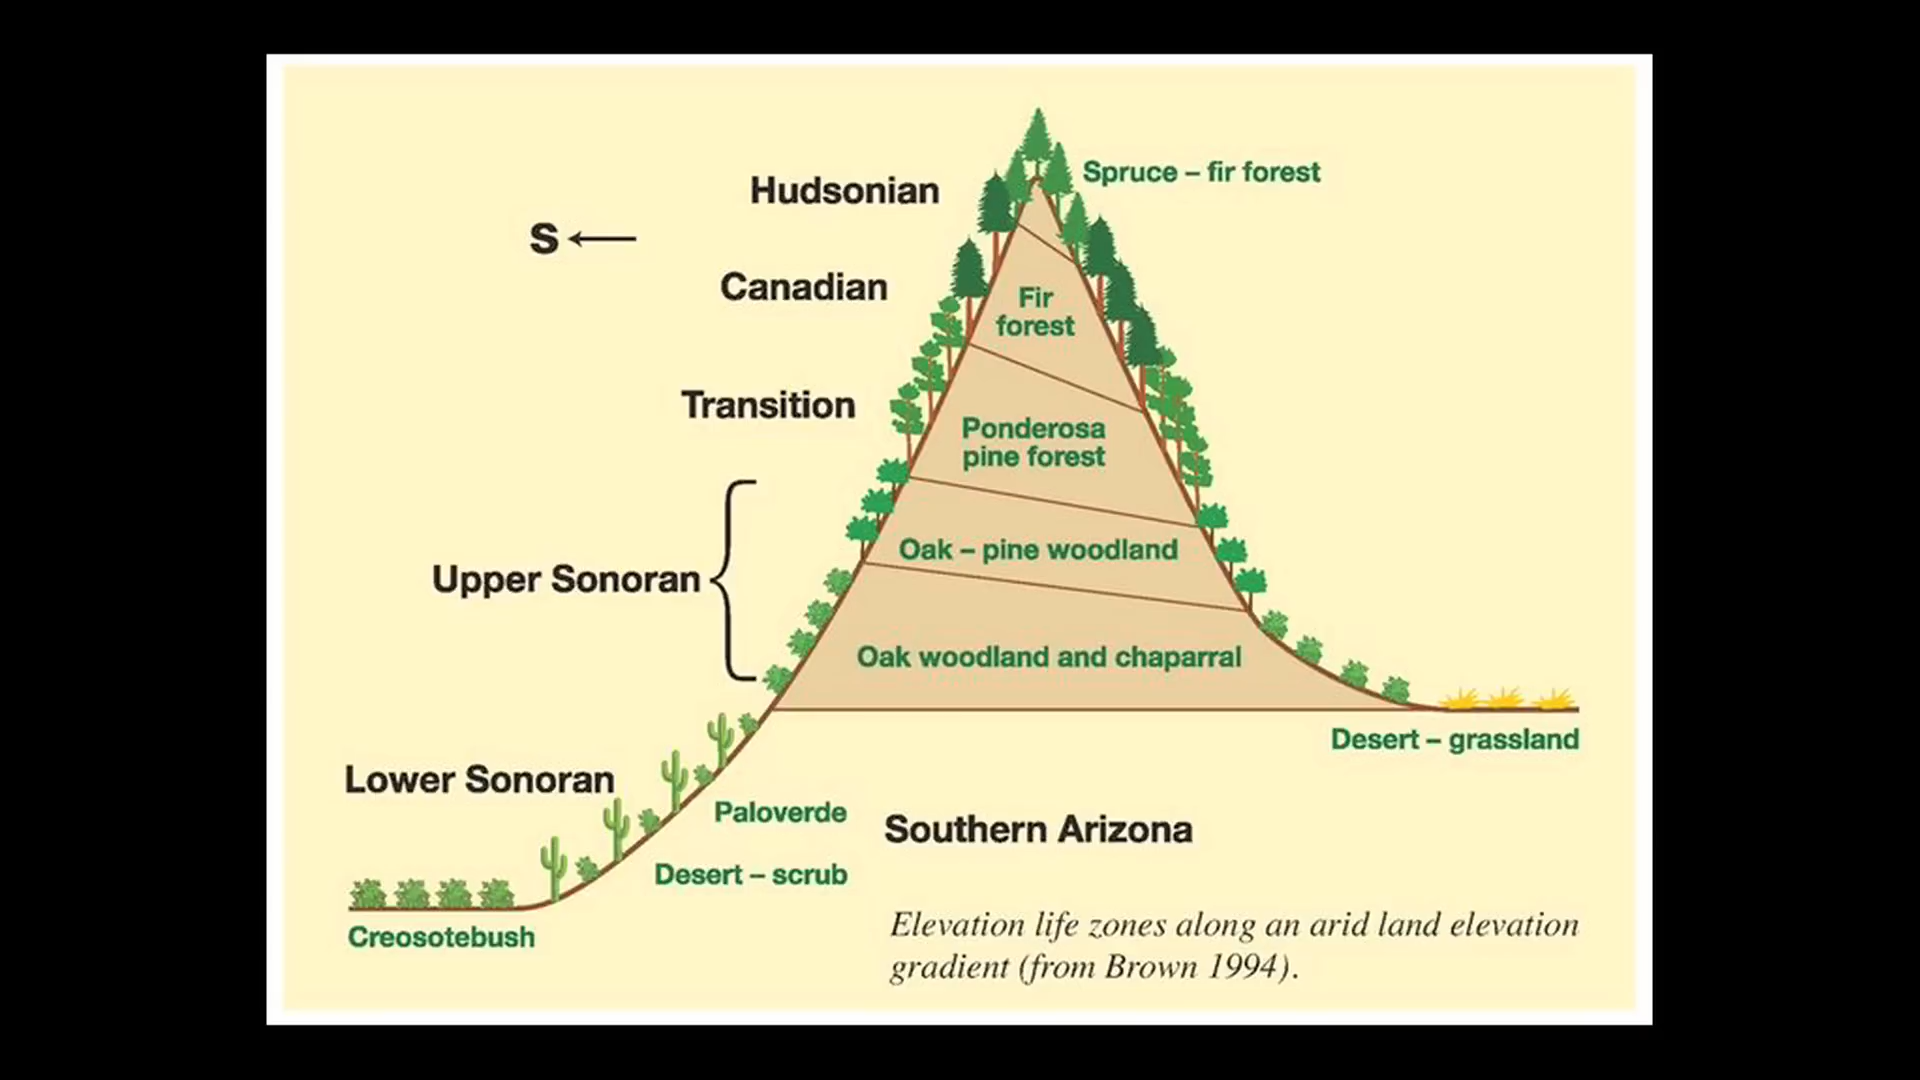 Hudsonian
Spruce – fir forest
S
Canadian
Fir
forest
Transition
Ponderosa
pine forest
Oak – pine woodland
Upper Sonoran
Oak woodland and chaparral
Desert – grassland
Lower Sonoran
Paloverde
Southern Arizona
Desert – scrub
Creosotebush
Elevation life zones along an arid land elevation
gradient (from Brown 1994).